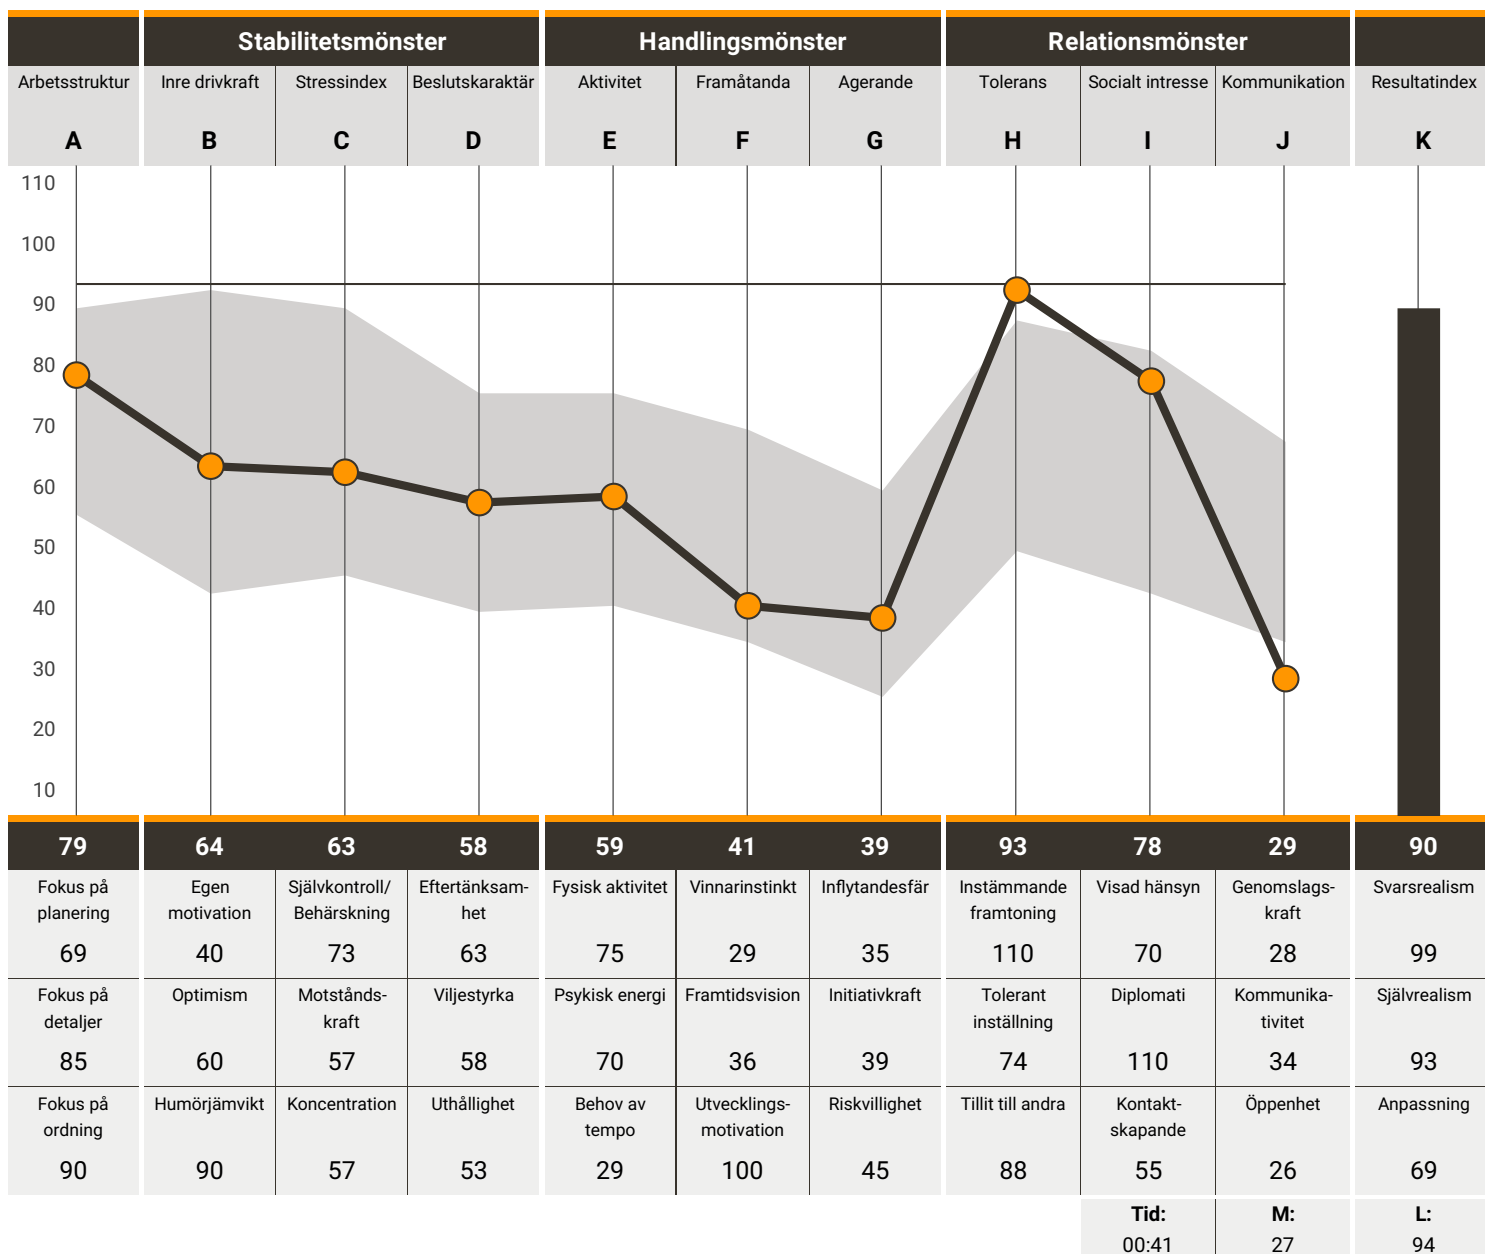 Stabilitetsmönster Handlingsmönster Relationsmönster
Arbetsstruktur Inre drivkraft Stressindex Beslutskaraktär Aktivitet Framåtanda Agerande Tolerans Socialt intresse Kommunikation Resultatindex
A B C D E F G H I J K
110
100
90
80
70
60
50
40
30
20
10
79 64 63 58 59 41 39 93 78 29 90
Fokus på Egen Självkontroll/ Eftertänksam- Fysisk aktivitet Vinnarinstinkt Inflytandesfär Instämmande Visad hänsyn Genomslags- Svarsrealism
planering motivation Behärskning het framtoning kraft
69 40 73 63 75 29 35 110 70 28 99
Fokus på Optimism Motstånds- Viljestyrka Psykisk energi Framtidsvision Initiativkraft Tolerant Diplomati Kommunika- Självrealism
detaljer kraft inställning tivitet
85 60 57 58 70 36 39 74 110 34 93
Fokus på Humörjämvikt Koncentration Uthållighet Behov av Utvecklings- Riskvillighet Tillit till andra Kontakt- Öppenhet Anpassning
ordning tempo motivation skapande
90 90 57 53 29 100 45 88 55 26 69
Tid: M: L:
00:41 27 94